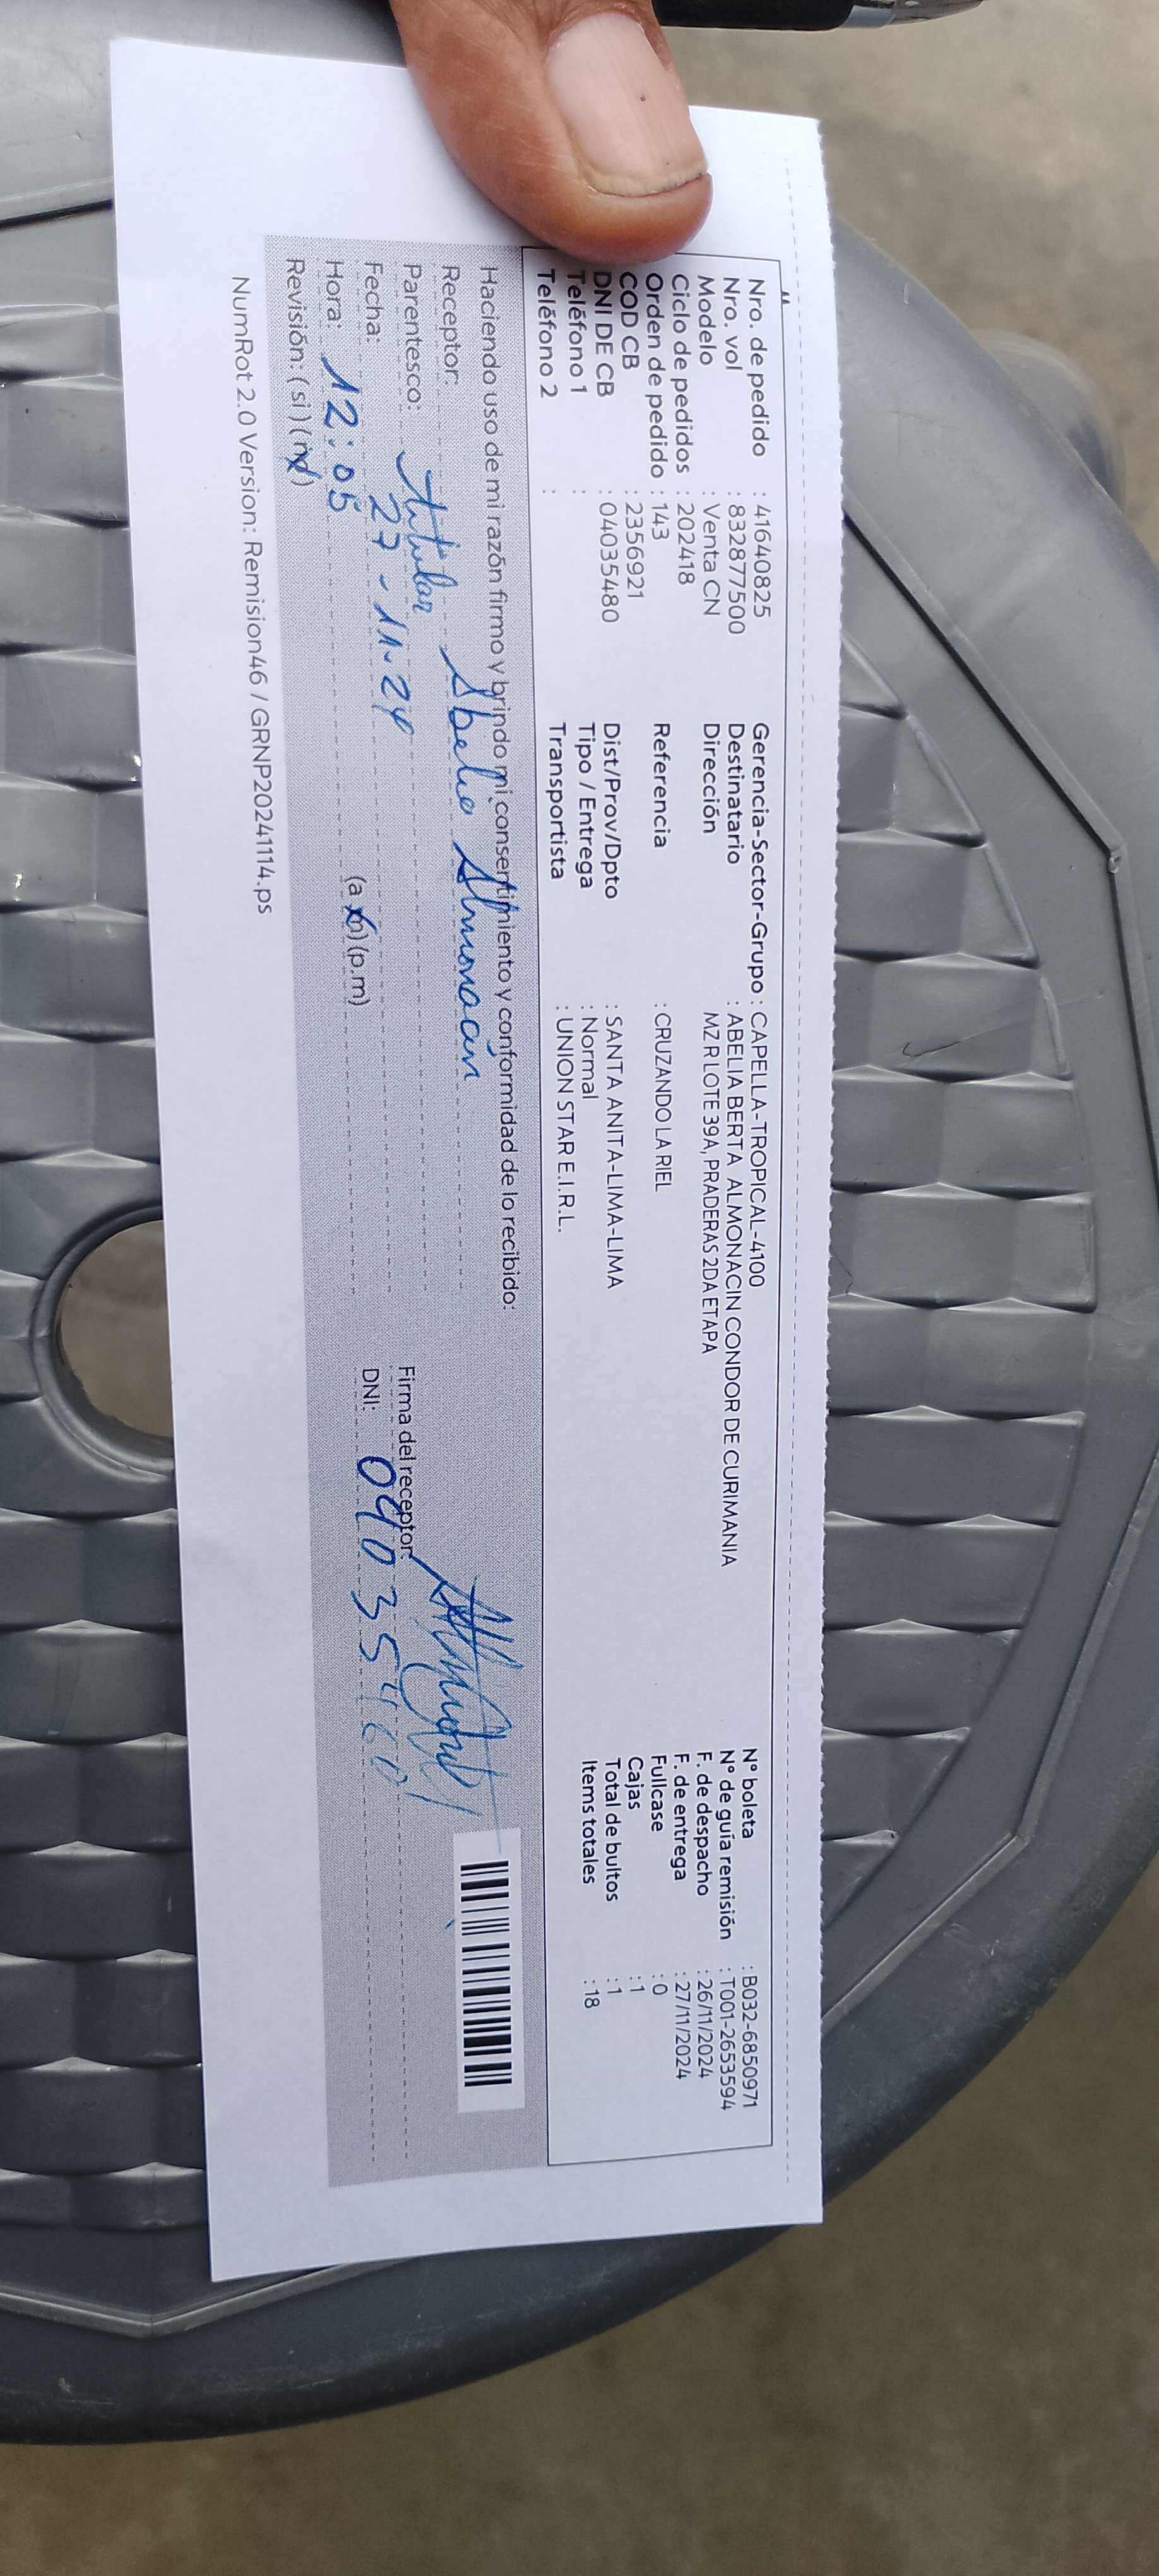 Nro. de pedido : 41640825
Nro. vol : 832877500
Modelo : Venta CN
Ciclo de pedidos : 202418
Orden de pedido : 143
COD CB : 2356921
DNI DE CB : 04035480
Teléfono 1 :
Teléfono 2 :
Gerencia-Sector-Grupo : CAPELLA-TROPICAL-4100
Destinatario : ABELIA BERTA ALMONACIN CONDOR DE CURIMANIA
Dirección MZ R LOTE 39A, PRADERAS 2DA ETAPA
Referencia : CRUZANDO LA RIEL
Dist/Prov/Dpto : SANTA ANITA-LIMA-LIMA
Tipo / Entrega : Normal
Transportista : UNION STAR E.I.R.L.
N° boleta : B032-6850971
N° de guía remisión : T001-2653594
F. de despacho : 26/11/2024
F. de entrega : 27/11/2024
Fullcase : 0
Cajas : 1
Total de bultos : 1
Items totales : 18
Haciendo uso de mi razón firmo y brindo mi consentimiento y conformidad de lo recibido:
Receptor: Abelia Almonacin
Parentesco: titular
Fecha: 27-11-24
Hora: 12:05 (a.m) (p.m)
Revisión: (si) (no)
Firma del receptor:
DNI:
NumRot 2.0 Version: Remision46 / GRNP20241114.ps